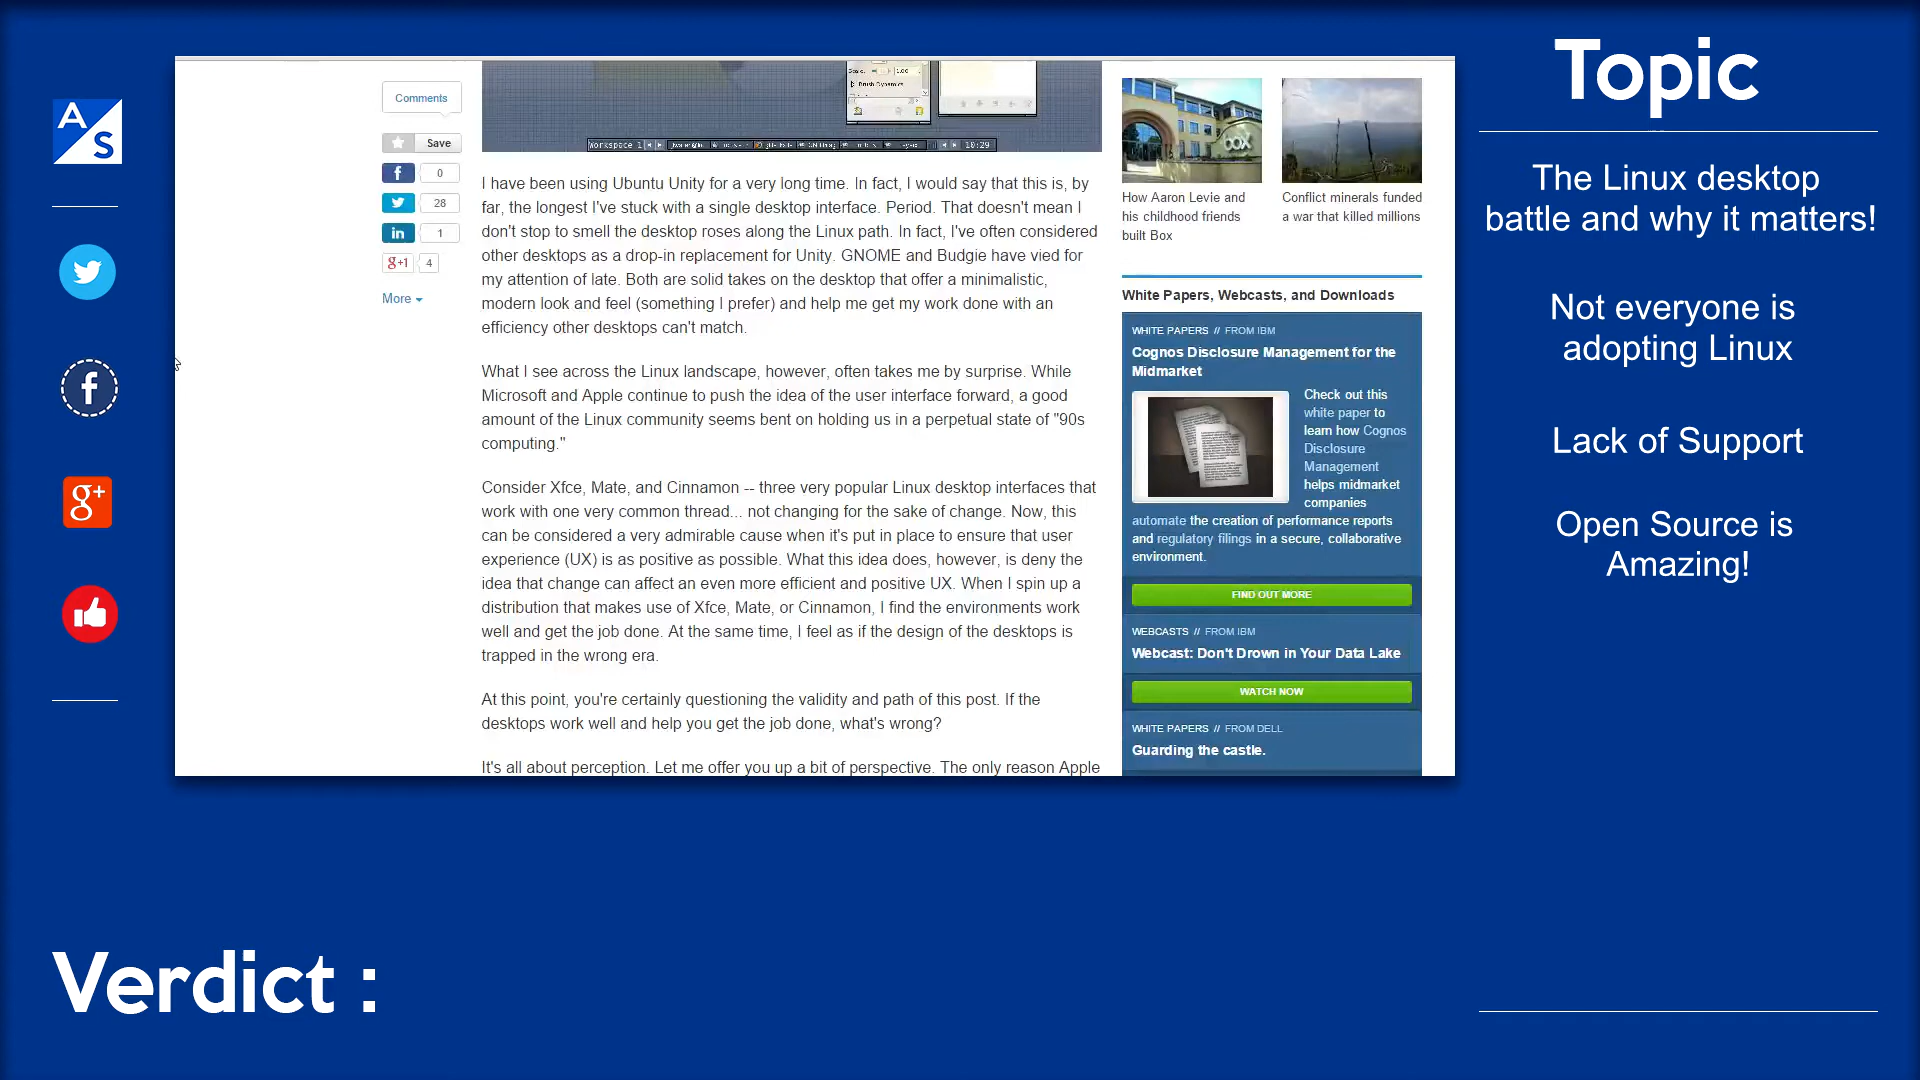 Topic
The Linux desktop
battle and why it matters!
Not everyone is
adopting Linux
Lack of Support
Open Source is
Amazing!
A
S
Comments
Save
f 0
28
in 1
g+1 4
More
Scale: 1.00
Brush Dynamics
Workspace 1
10:29
I have been using Ubuntu Unity for a very long time. In fact, I would say that this is, by
far, the longest I've stuck with a single desktop interface. Period. That doesn't mean I
don't stop to smell the desktop roses along the Linux path. In fact, I've often considered
other desktops as a drop-in replacement for Unity. GNOME and Budgie have vied for
my attention of late. Both are solid takes on the desktop that offer a minimalistic,
modern look and feel (something I prefer) and help me get my work done with an
efficiency other desktops can't match.
What I see across the Linux landscape, however, often takes me by surprise. While
Microsoft and Apple continue to push the idea of the user interface forward, a good
amount of the Linux community seems bent on holding us in a perpetual state of "90s
computing."
Consider Xfce, Mate, and Cinnamon -- three very popular Linux desktop interfaces that
work with one very common thread... not changing for the sake of change. Now, this
can be considered a very admirable cause when it's put in place to ensure that user
experience (UX) is as positive as possible. What this idea does, however, is deny the
idea that change can affect an even more efficient and positive UX. When I spin up a
distribution that makes use of Xfce, Mate, or Cinnamon, I find the environments work
well and get the job done. At the same time, I feel as if the design of the desktops is
trapped in the wrong era.
At this point, you're certainly questioning the validity and path of this post. If the
desktops work well and help you get the job done, what's wrong?
It's all about perception. Let me offer you up a bit of perspective. The only reason Apple
box
How Aaron Levie and
his childhood friends
built Box
Conflict minerals funded
a war that killed millions
White Papers, Webcasts, and Downloads
WHITE PAPERS // FROM IBM
Cognos Disclosure Management for the
Midmarket
Check out this
white paper to
learn how Cognos
Disclosure
Management
helps midmarket
companies
automate the creation of performance reports
and regulatory filings in a secure, collaborative
environment.
FIND OUT MORE
WEBCASTS // FROM IBM
Webcast: Don't Drown in Your Data Lake
WATCH NOW
WHITE PAPERS // FROM DELL
Guarding the castle.
f
g+
Verdict :